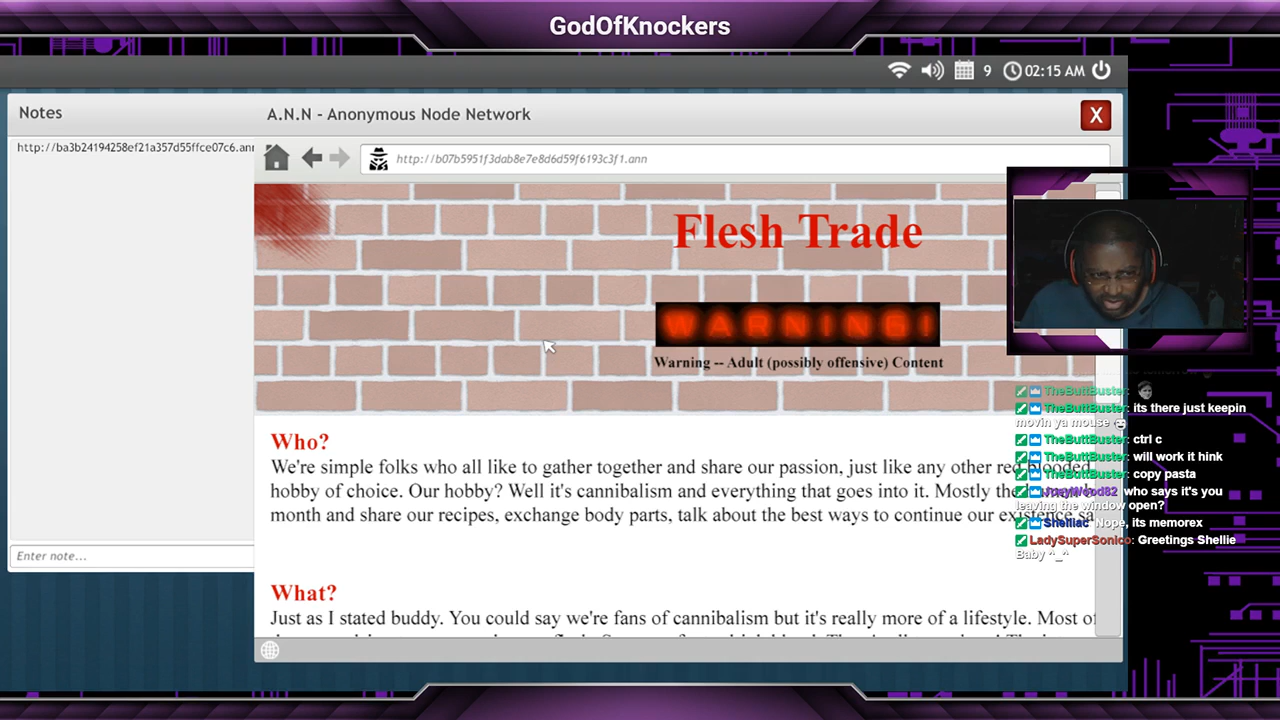 GodOfKnockers
9 02:15 AM
Notes
A.N.N - Anonymous Node Network
X
http://ba3b24194258ef21a357d55ffce07c6.ann
http://b07b5951f3dab8e7e8d6d59f6193c3f1.ann
Flesh Trade
WARNING!
Warning -- Adult (possibly offensive) Content
Who?
We're simple folks who all like to gather together and share our passion, just like any other red blooded
hobby of choice. Our hobby? Well it's cannibalism and everything that goes into it. Mostly the
month and share our recipes, exchange body parts, talk about the best ways to continue our existence
What?
Just as I stated buddy. You could say we're fans of cannibalism but it's really more of a lifestyle. Most of
Enter note...
TheButtBuster:
TheButtBuster: its there just keepin
movin ya mouse
TheButtBuster: ctrl c
TheButtBuster: will work it hink
TheButtBuster: copy pasta
JoeyWood82: who says it's you
leaving the window open?
Shelliac: Nope, its memorex
LadySuperSonico: Greetings Shellie
Baby ^_^